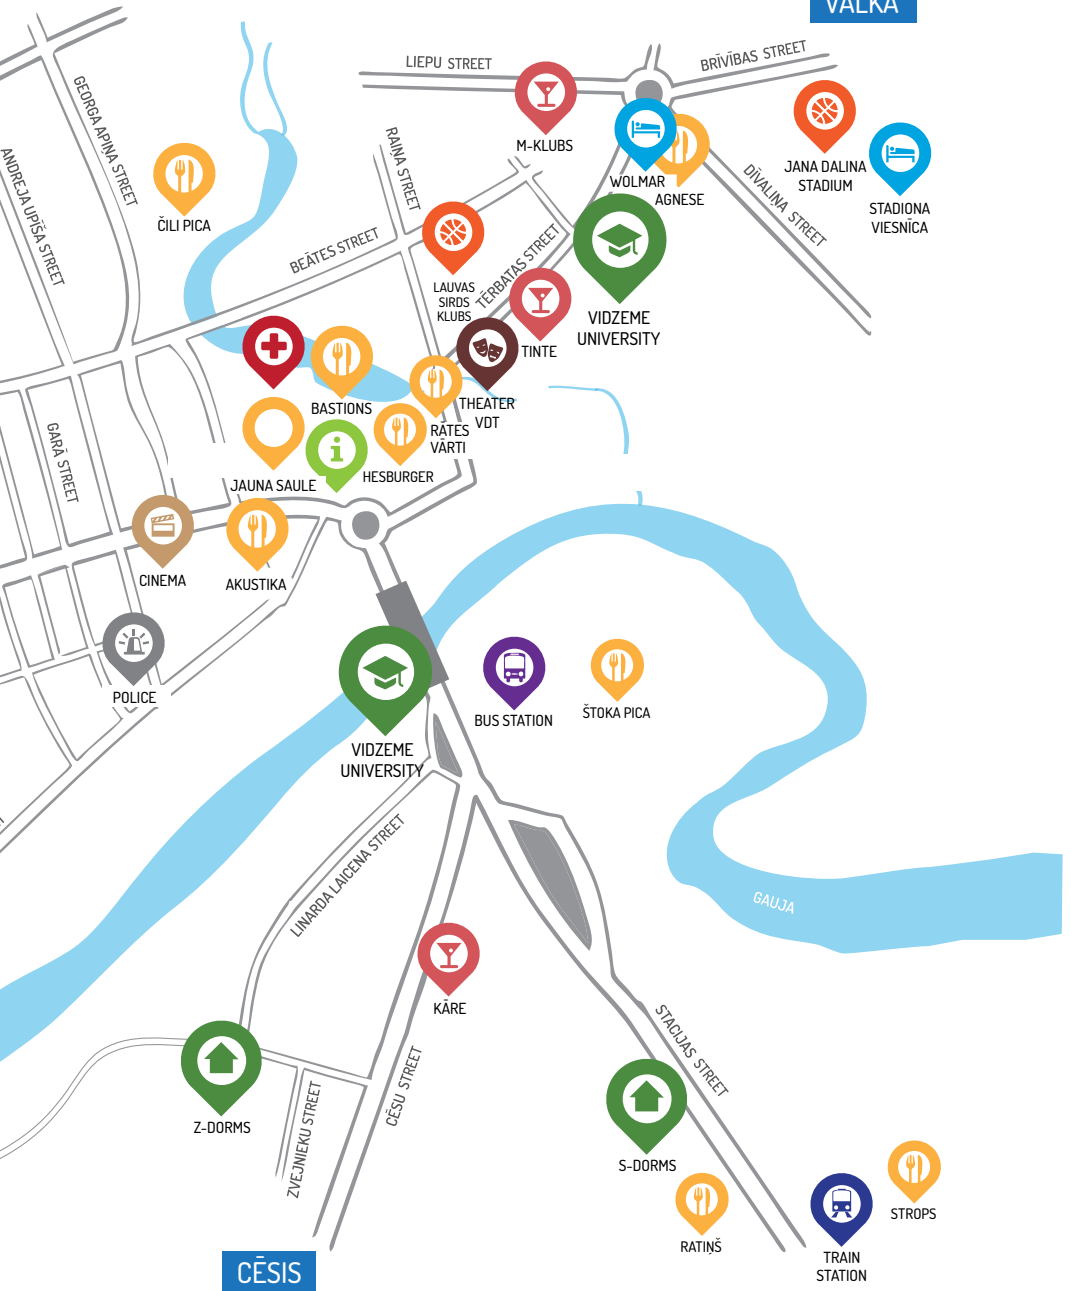 VALKA
LIEPU STREET
BRĪVĪBAS STREET
GEORGA APIŅA STREET
ANDREJA UPĪŠA STREET
RAIŅA STREET
M-KLUBS
WOLMAR
AGNESE
DĪVALIŅA STREET
JANA DALIŅA
STADIUM
STADIONA
VIESNĪCA
ČILI PICA
BEĀTES STREET
LAUVAS
SIRDS
KLUBS
TĒRBATAS STREET
TINTE
VIDZEME
UNIVERSITY
BASTIONS
THEATER
VDT
RĀTES
VĀRTI
HESBURGER
JAUNA SAULE
i
GARĀ STREET
CINEMA
AKUSTIKA
POLICE
VIDZEME
UNIVERSITY
BUS STATION
ŠTOKA PICA
LINARDA LAICENA STREET
GAUJA
KĀRE
STACIJAS STREET
CĒSU STREET
Z-DORMS
ZVEJNIEKU STREET
S-DORMS
RATIŅŠ
TRAIN
STATION
STROPS
CĒSIS